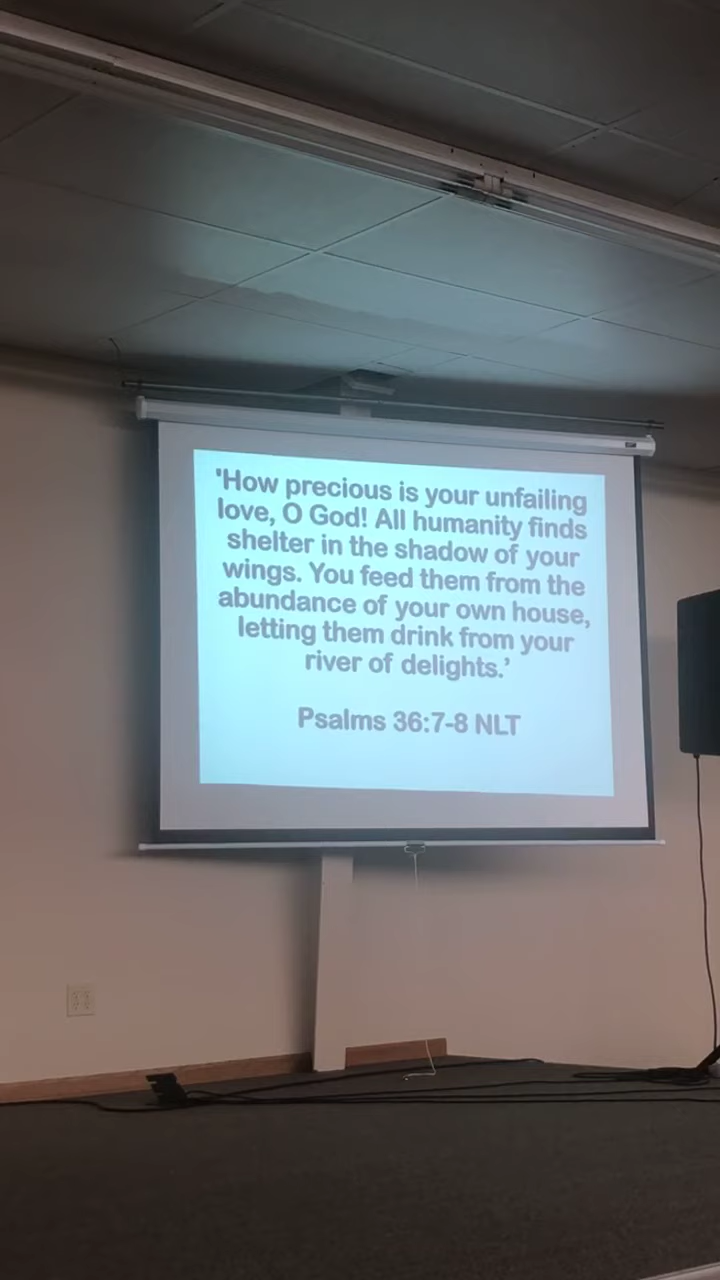 'How precious is your unfailing
love, O God! All humanity finds
shelter in the shadow of your
wings. You feed them from the
abundance of your own house,
letting them drink from your
river of delights.’
Psalms 36:7-8 NLT